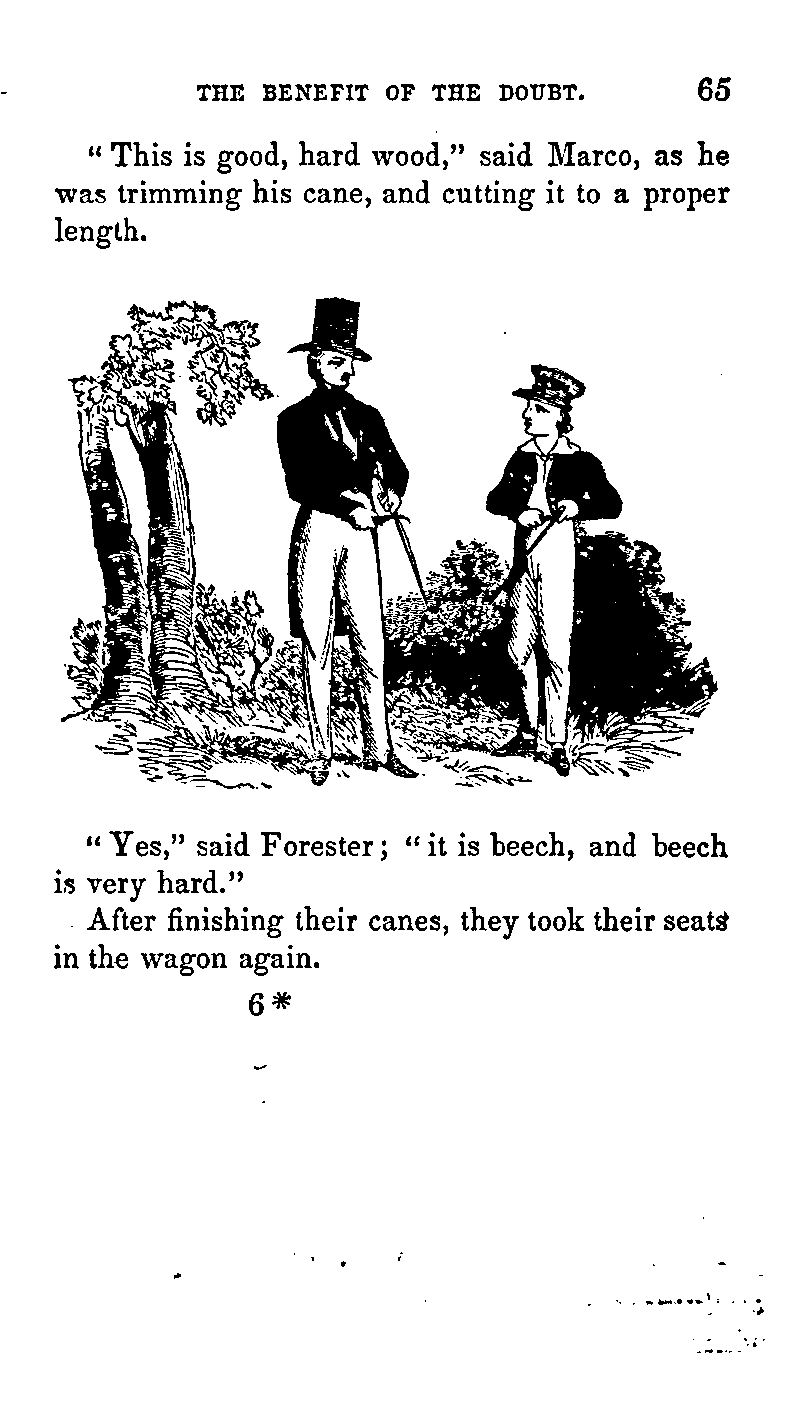 THE BENEFIT OF THE DOUBT. 65
“ This is good, hard wood,” said Marco, as he
was trimming his cane, and cutting it to a proper
length.
“ Yes,” said Forester; “ it is beech, and beech
is very hard.”
After finishing their canes, they took their seats
in the wagon again.
6*